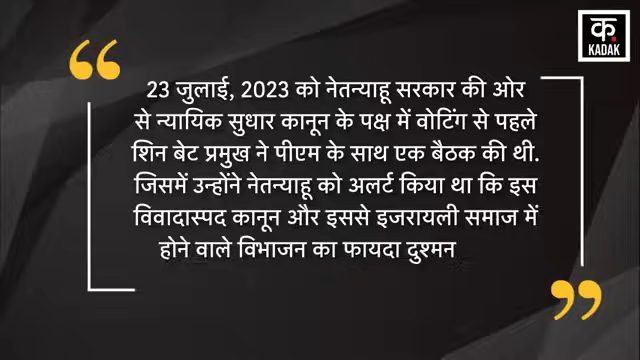 क
KADAK
23 जुलाई, 2023 को नेतन्याहू सरकार की ओर
से न्यायिक सुधार कानून के पक्ष में वोटिंग से पहले
शिन बेट प्रमुख ने पीएम के साथ एक बैठक की थी.
जिसमें उन्होंने नेतन्याहू को अलर्ट किया था कि इस
विवादास्पद कानून और इससे इजरायली समाज में
होने वाले विभाजन का फायदा दुश्मन